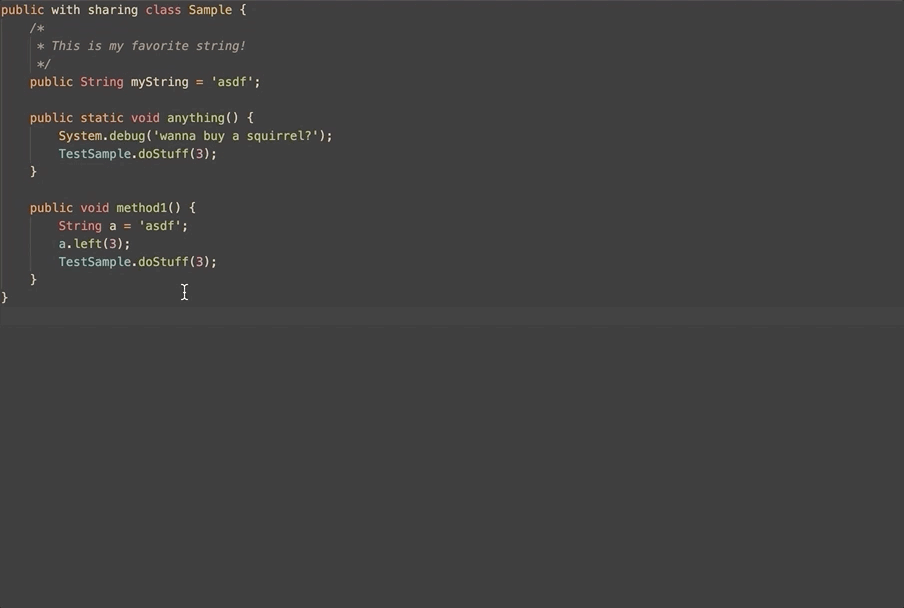 public with sharing class Sample {
/*
* This is my favorite string!
*/
public String myString = 'asdf';
public static void anything() {
System.debug('wanna buy a squirrel?');
TestSample.doStuff(3);
}
public void method1() {
String a = 'asdf';
a.left(3);
TestSample.doStuff(3);
}
}